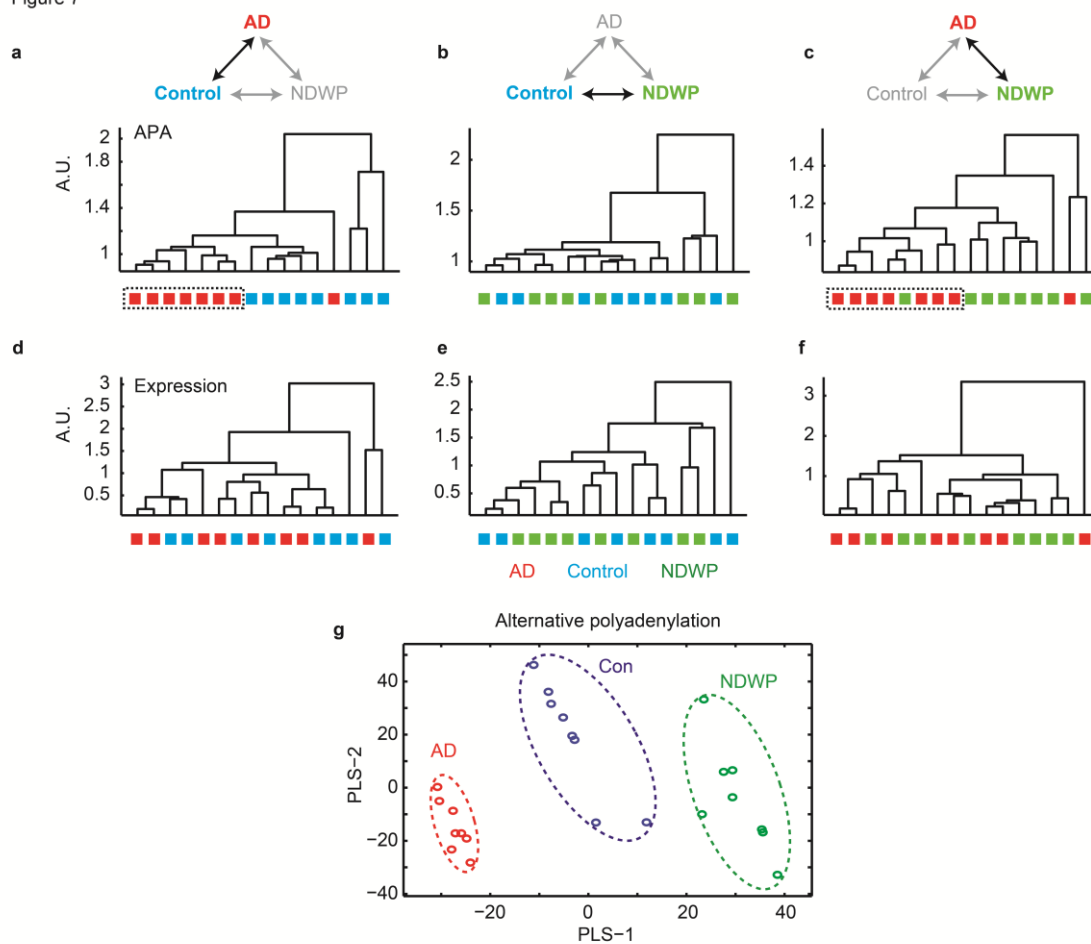 Figure 7
a
AD
Control
NDWP
b
AD
Control
NDWP
c
AD
Control
NDWP
APA
A.U.
2
1.8
1.4
1
2
1
1.4
1.2
1
d
Expression
A.U.
3
2.5
2
1.5
1
0.5
e
2.5
2
1.5
1
0.5
f
3
2
1
AD Control NDWP
g
Alternative polyadenylation
Con
NDWP
AD
PLS−2
40
20
0
−20
−40
−20 0 20 40
PLS−1